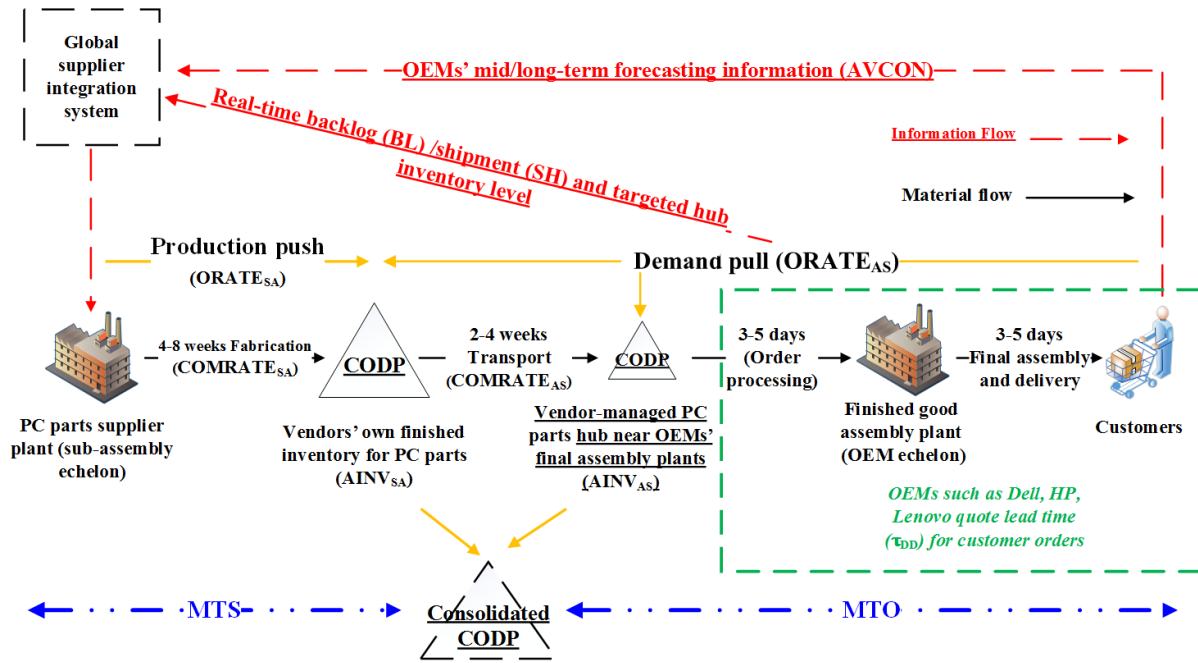 Global
supplier
integration
system
OEMs' mid/long-term forecasting information (AVCON)
Real-time backlog (BL) /shipment (SH) and targeted hub
inventory level
Information Flow
Material flow
Production push
(ORATE_SA)
Demand pull (ORATE_AS)
4-8 weeks Fabrication
(COMRATE_SA)
CODP
2-4 weeks
Transport
(COMRATE_AS)
CODP
3-5 days
(Order
processing)
3-5 days
Final assembly
and delivery
PC parts supplier
plant (sub-assembly
echelon)
Vendors' own finished
inventory for PC parts
(AINV_SA)
Vendor-managed PC
parts hub near OEMs'
final assembly plants
(AINV_AS)
Finished good
assembly plant
(OEM echelon)
Customers
OEMs such as Dell, HP,
Lenovo quote lead time
(τ_DD) for customer orders
MTS
Consolidated
CODP
MTO